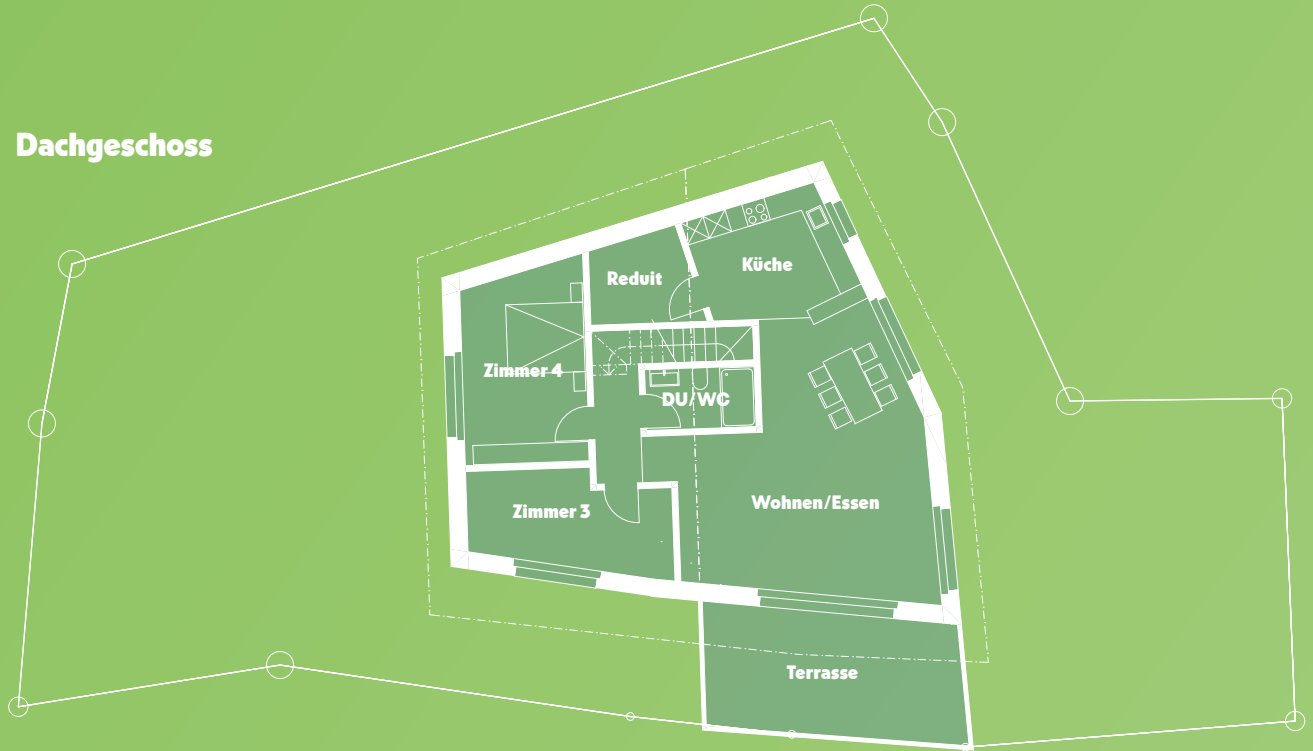 Dachgeschoss
Reduit
Küche
Zimmer 4
DU/WC
Zimmer 3
Wohnen/Essen
Terrasse